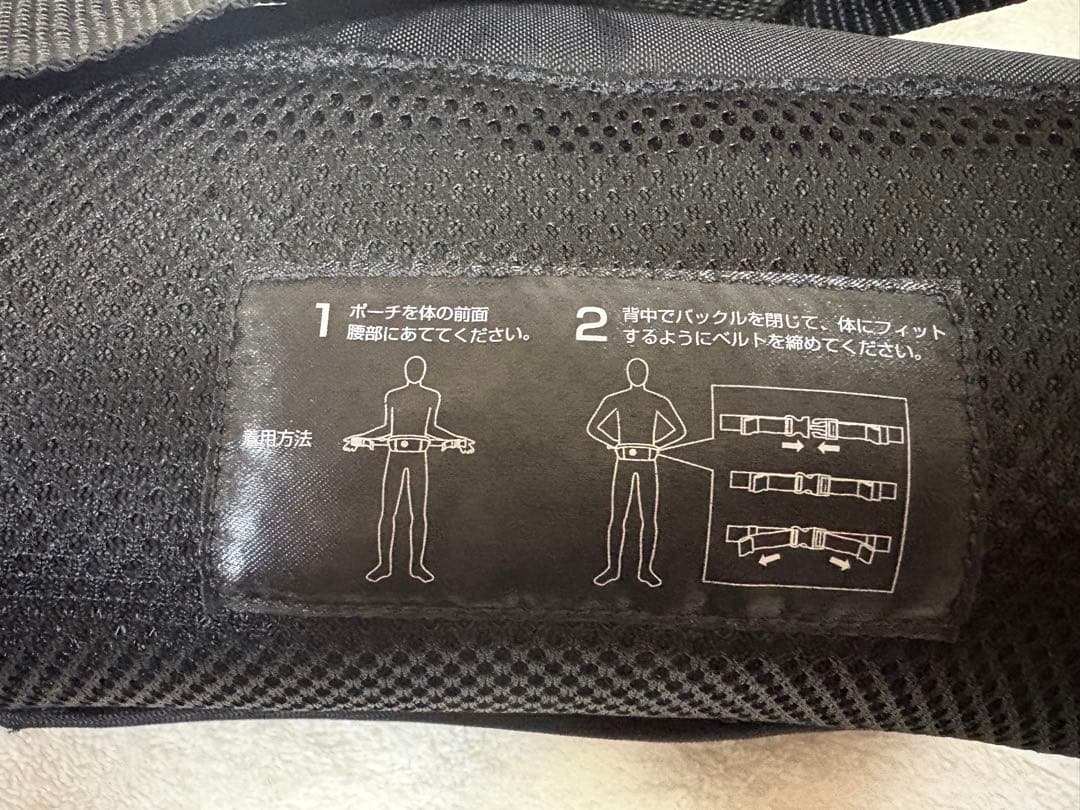 1 ポーチを体の前面
腰部にあててください。
2 背中でバックルを閉じて、体にフィット
するようにベルトを締めてください。
着用方法